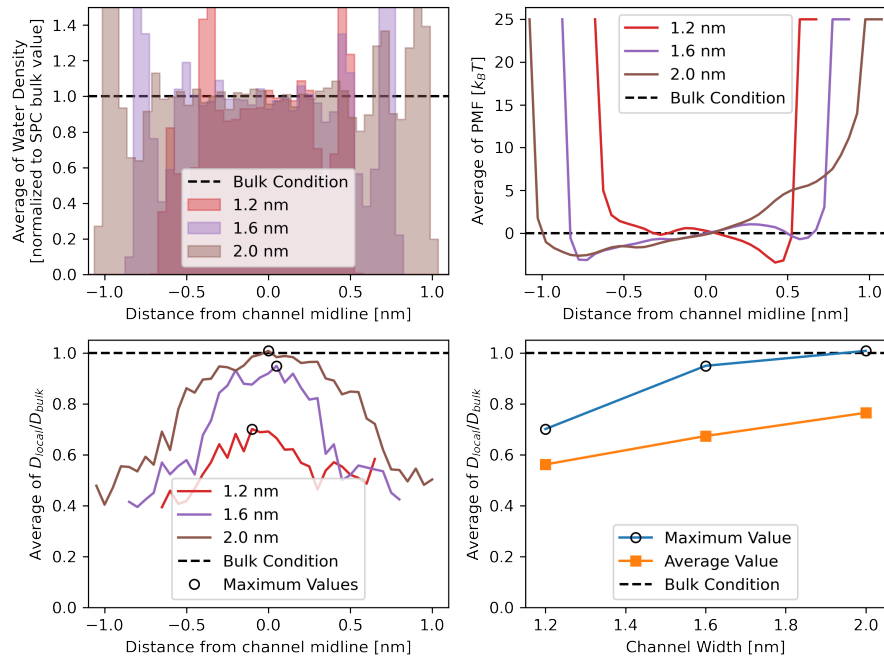 Average of Water Density
[normalized to SPC bulk value]
1.4
1.2
1.0
0.8
0.6
0.4
0.2
0.0
Bulk Condition
1.2 nm
1.6 nm
2.0 nm
−1.0 −0.5 0.0 0.5 1.0
Distance from channel midline [nm]
Average of PMF [k_BT]
25
20
15
10
5
0
1.2 nm
1.6 nm
2.0 nm
Bulk Condition
−1.0 −0.5 0.0 0.5 1.0
Distance from channel midline [nm]
Average of D_local/D_bulk
1.0
0.8
0.6
0.4
0.2
0.0
1.2 nm
1.6 nm
2.0 nm
Bulk Condition
Maximum Values
−1.0 −0.5 0.0 0.5 1.0
Distance from channel midline [nm]
Average of D_local/D_bulk
1.0
0.8
0.6
0.4
0.2
0.0
Maximum Value
Average Value
Bulk Condition
1.2 1.4 1.6 1.8 2.0
Channel Width [nm]